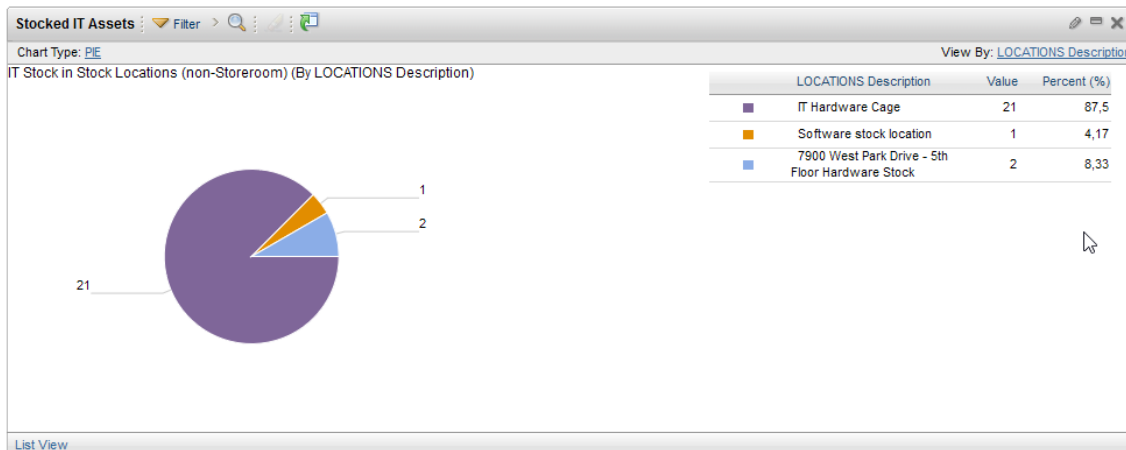 Stocked IT Assets Filter >
Chart Type: PIE View By: LOCATIONS Description
IT Stock in Stock Locations (non-Storeroom) (By LOCATIONS Description)
LOCATIONS Description Value Percent (%)
IT Hardware Cage 21 87,5
Software stock location 1 4,17
7900 West Park Drive - 5th
Floor Hardware Stock 2 8,33
1
2
21
List View